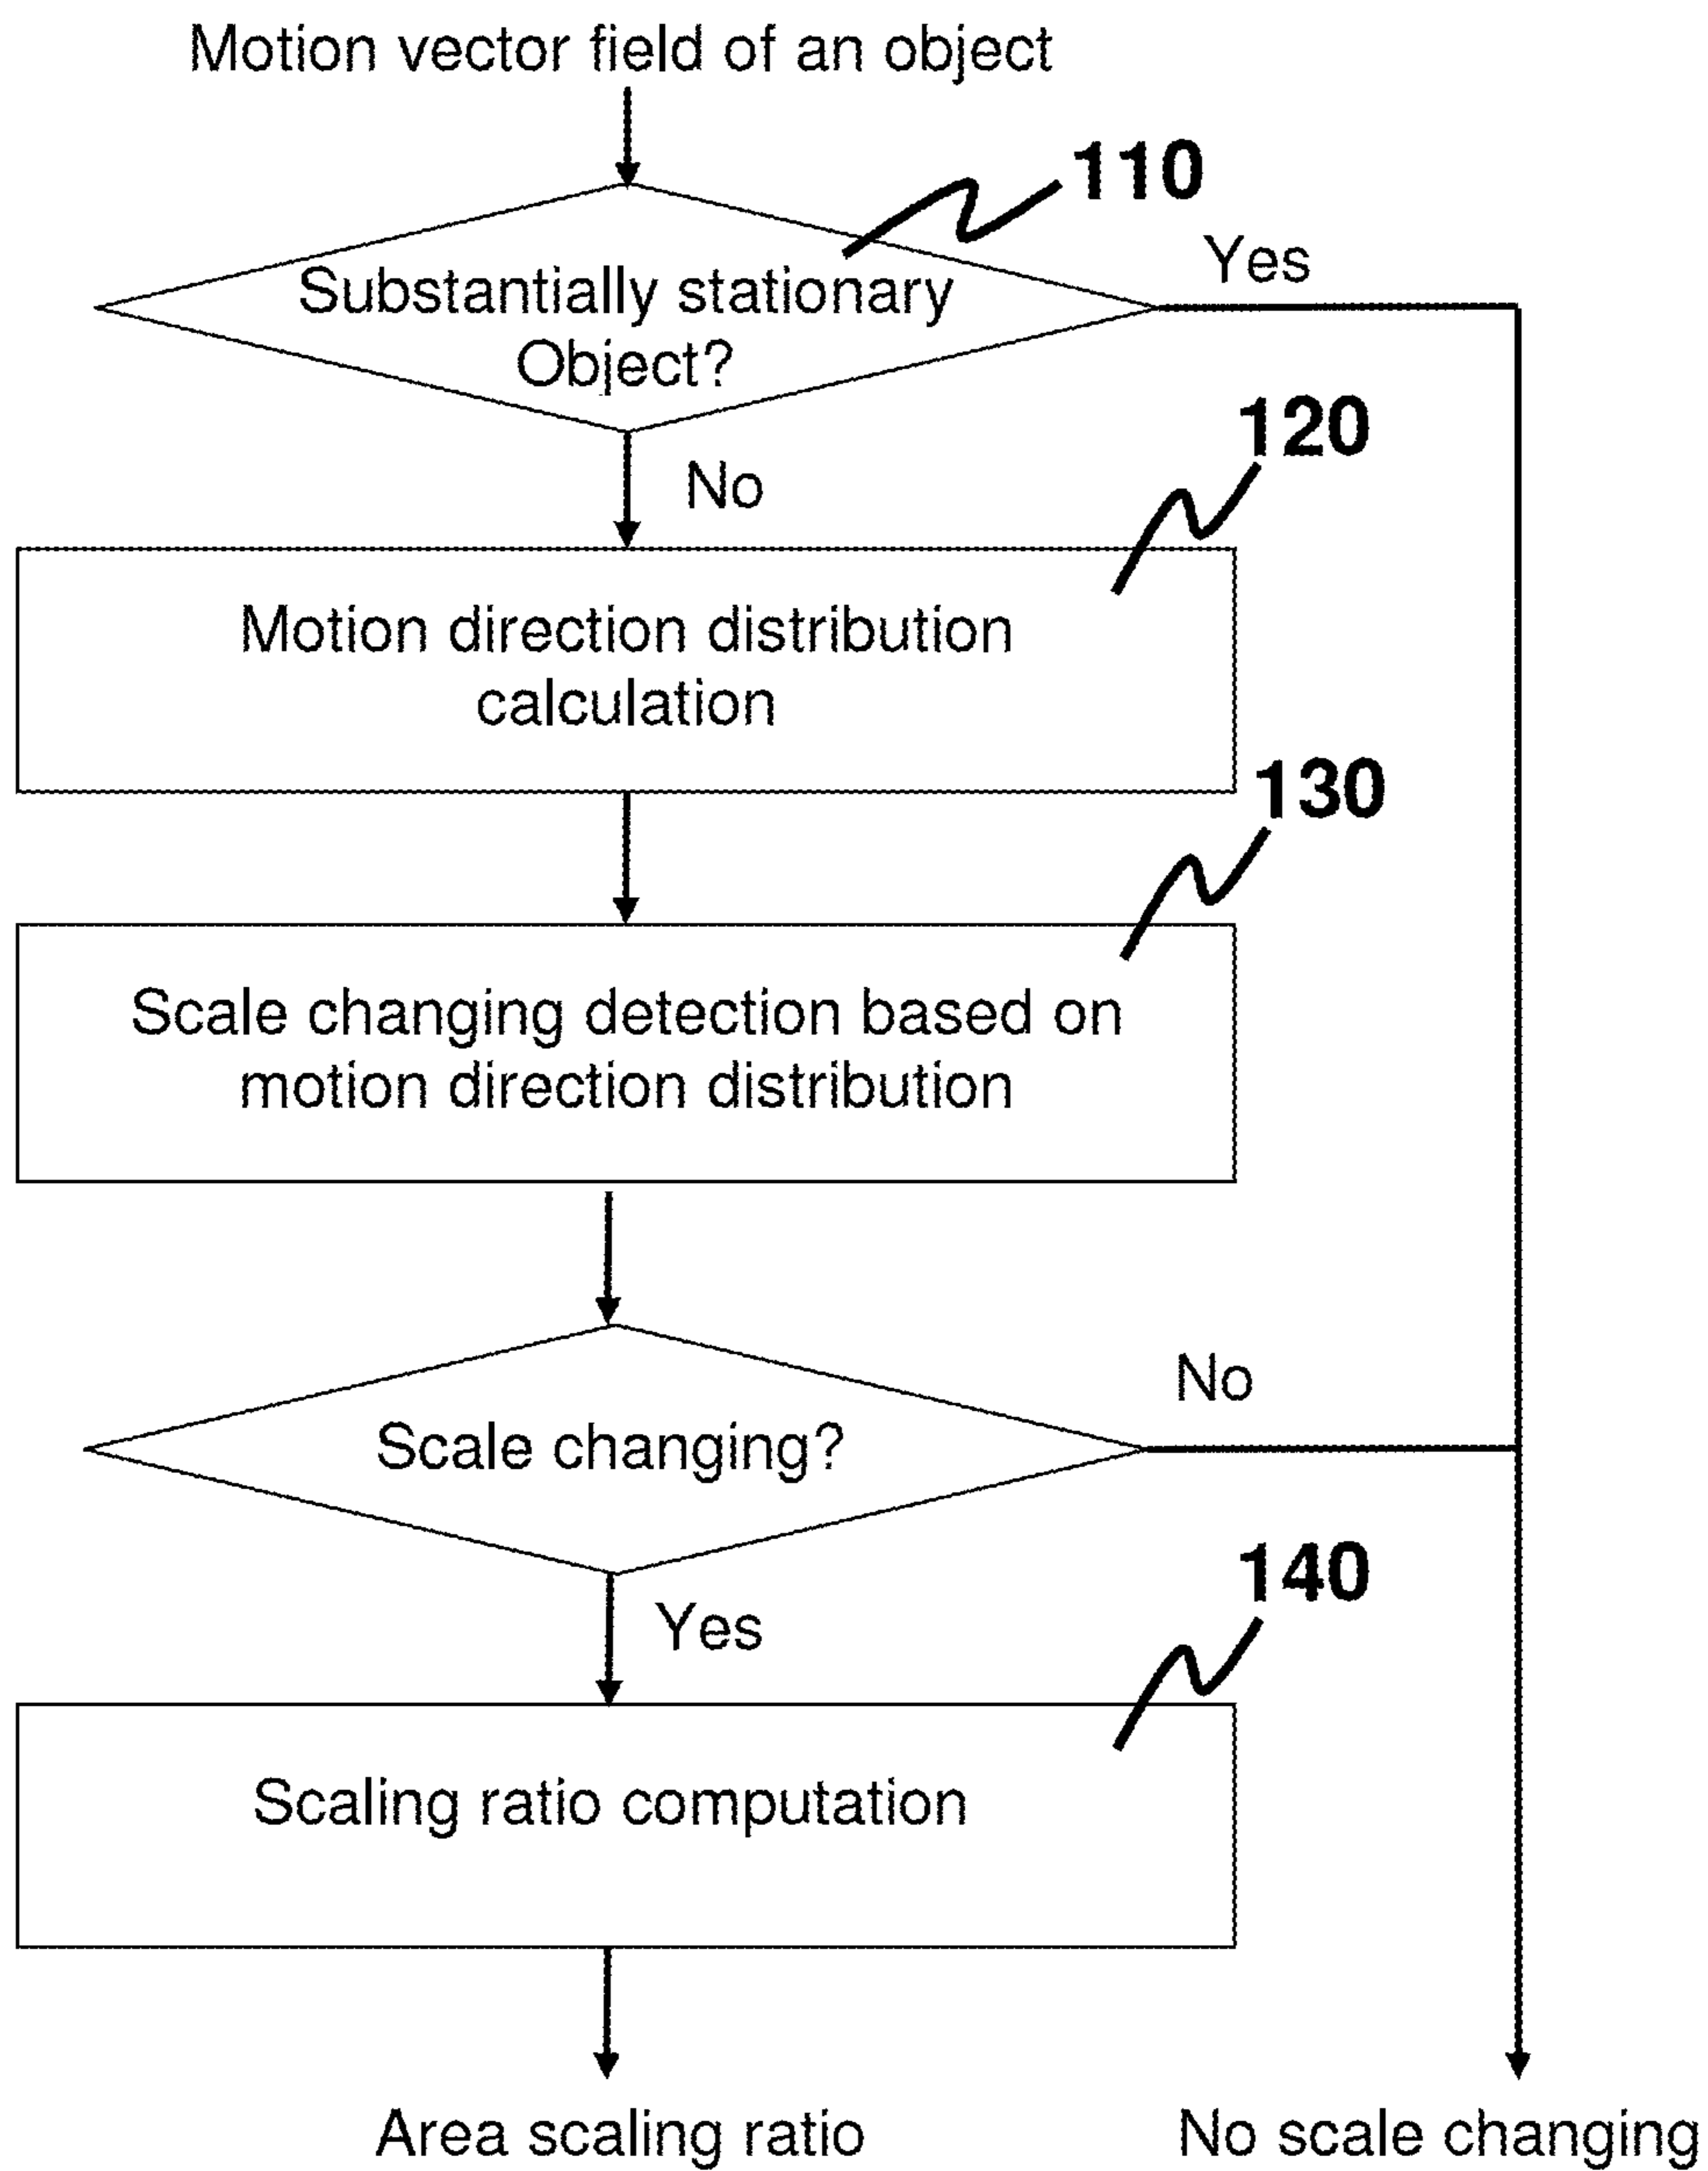 Motion vector field of an object
110
Yes
Substantially stationary
Object?
120
No
Motion direction distribution
calculation
130
Scale changing detection based on
motion direction distribution
No
Scale changing?
140
Yes
Scaling ratio computation
Area scaling ratio
No scale changing